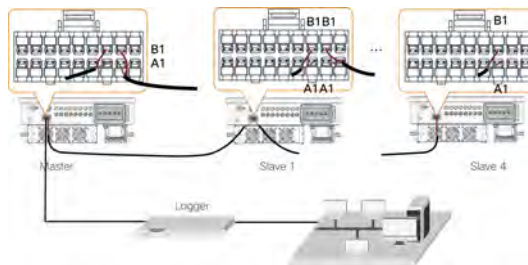 B1
A1
B1B1
A1A1
...
B1
A1
Master
Slave 1
Slave 4
Logger